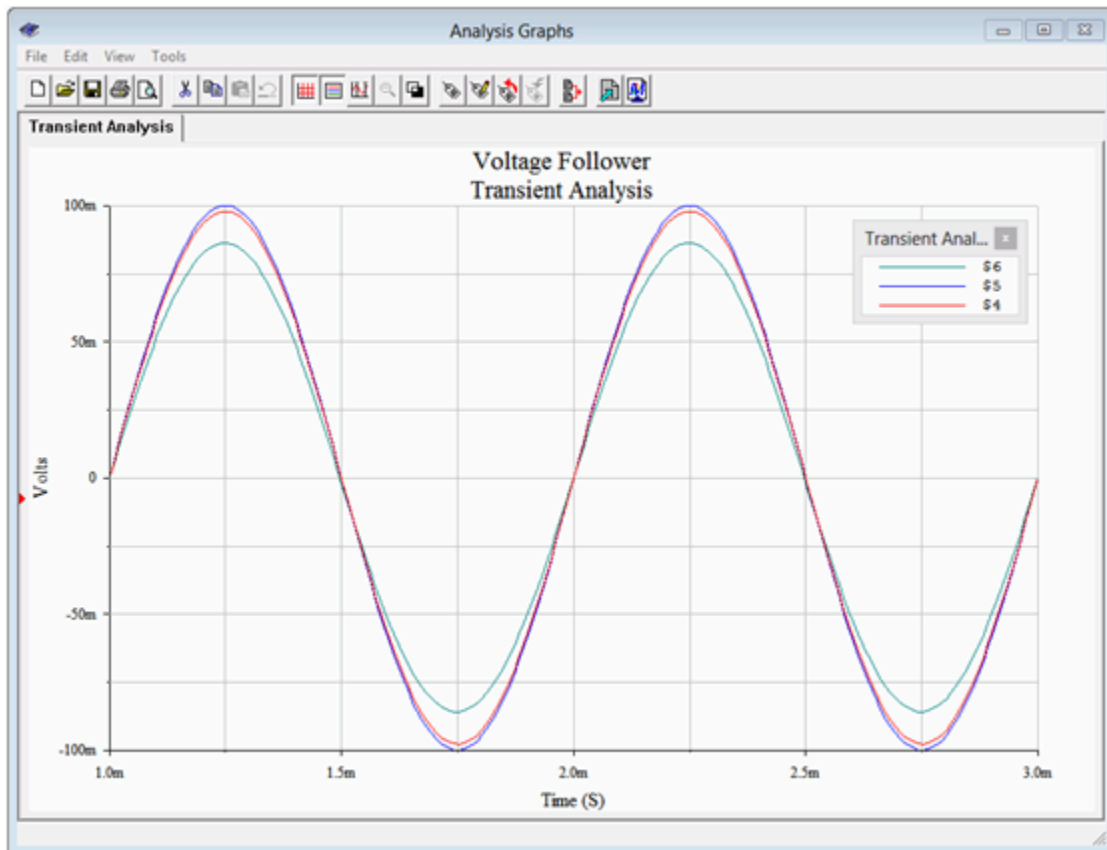 Analysis Graphs
File Edit View Tools
Transient Analysis
Voltage Follower
Transient Analysis
100m
50m
0
-50m
-100m
Volts
1.0m 1.5m 2.0m 2.5m 3.0m
Time (S)
Transient Anal... x
$6
$5
$4